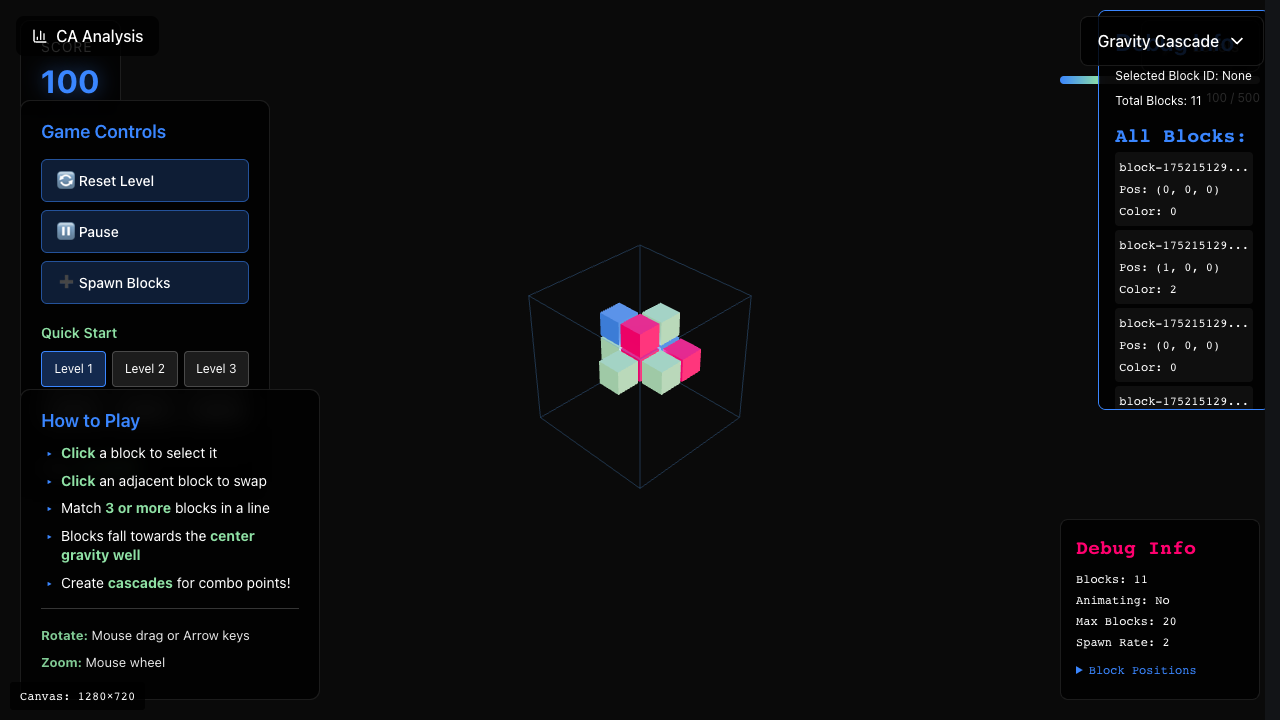 CA Analysis
SCORE
100
Game Controls
Reset Level
Pause
Spawn Blocks
Quick Start
Level 1 Level 2 Level 3
How to Play
Click a block to select it
Click an adjacent block to swap
Match 3 or more blocks in a line
Blocks fall towards the center
gravity well
Create cascades for combo points!
Rotate: Mouse drag or Arrow keys
Zoom: Mouse wheel
Canvas: 1280×720
Gravity Cascade
Selected Block ID: None
Total Blocks: 11
100 / 500
All Blocks:
block-175215129...
Pos: (0, 0, 0)
Color: 0
block-175215129...
Pos: (1, 0, 0)
Color: 2
block-175215129...
Pos: (0, 0, 0)
Color: 0
block-175215129...
Debug Info
Blocks: 11
Animating: No
Max Blocks: 20
Spawn Rate: 2
Block Positions